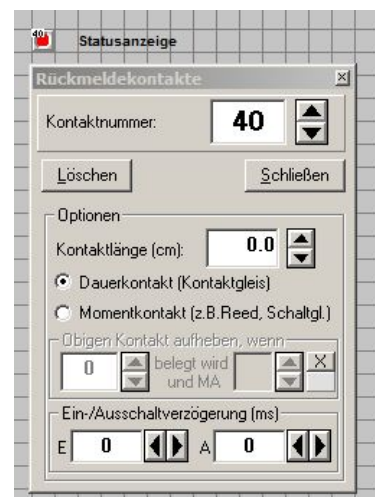 40
Statusanzeige
Rückmeldekontakte
Kontaktnummer: 40
Löschen Schließen
Optionen
Kontaktlänge (cm): 0.0
Dauerkontakt (Kontaktgleis)
Momentkontakt (z.B.Reed, Schaltgl.)
Obigen Kontakt aufheben, wenn
0 belegt wird X
und MA
Ein-/Ausschaltverzögerung (ms)
E 0 A 0